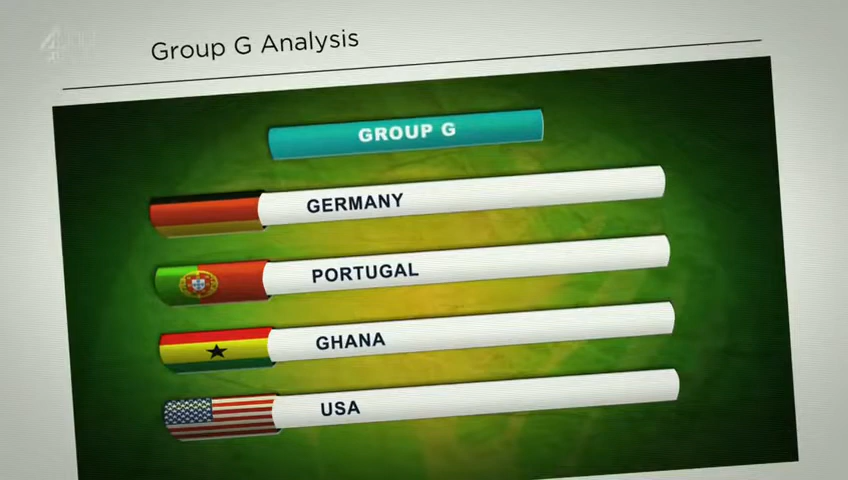 Group G Analysis
GROUP G
GERMANY
PORTUGAL
GHANA
USA